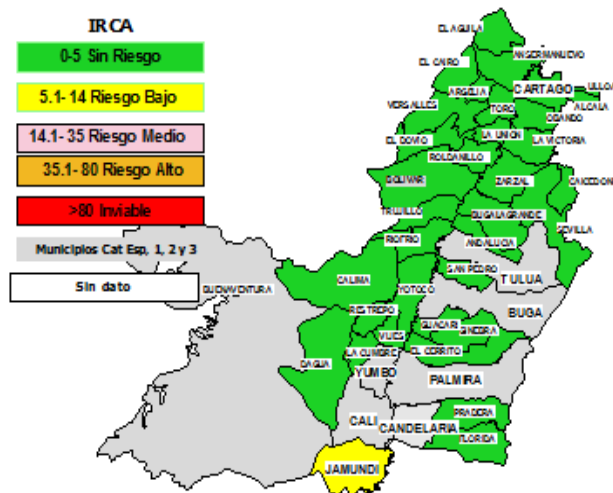 IRCA
0-5 Sin Riesgo
5.1- 14 Riesgo Bajo
14.1- 35 Riesgo Medio
35.1- 80 Riesgo Alto
>80 Inviable
Municipios Cat Esp, 1, 2 y 3
Sin dato
EL AGUILA
ANSERMANUEVO
EL CAIRO
CARTAGO
ULLOA
ARGELIA
ALCALA
VERSALLES
TORO
OBANDO
EL DOVIO
LA UNION
LA VICTORIA
ROLDANILLO
BOLIVAR
ZARZAL
CAICEDONIA
TRUJILLO
BUGALAGRANDE
SEVILLA
RIOFRIO
ANDALUCIA
SAN PEDRO
TULUA
BUENAVENTURA
CALIMA
YOTOCO
BUGA
RESTREPO
GUACARI
GINEBRA
VIJES
LA CUMBRE
EL CERRITO
DAGUA
YUMBO
PALMIRA
CALI
CANDELARIA
PRADERA
FLORIDA
JAMUNDI